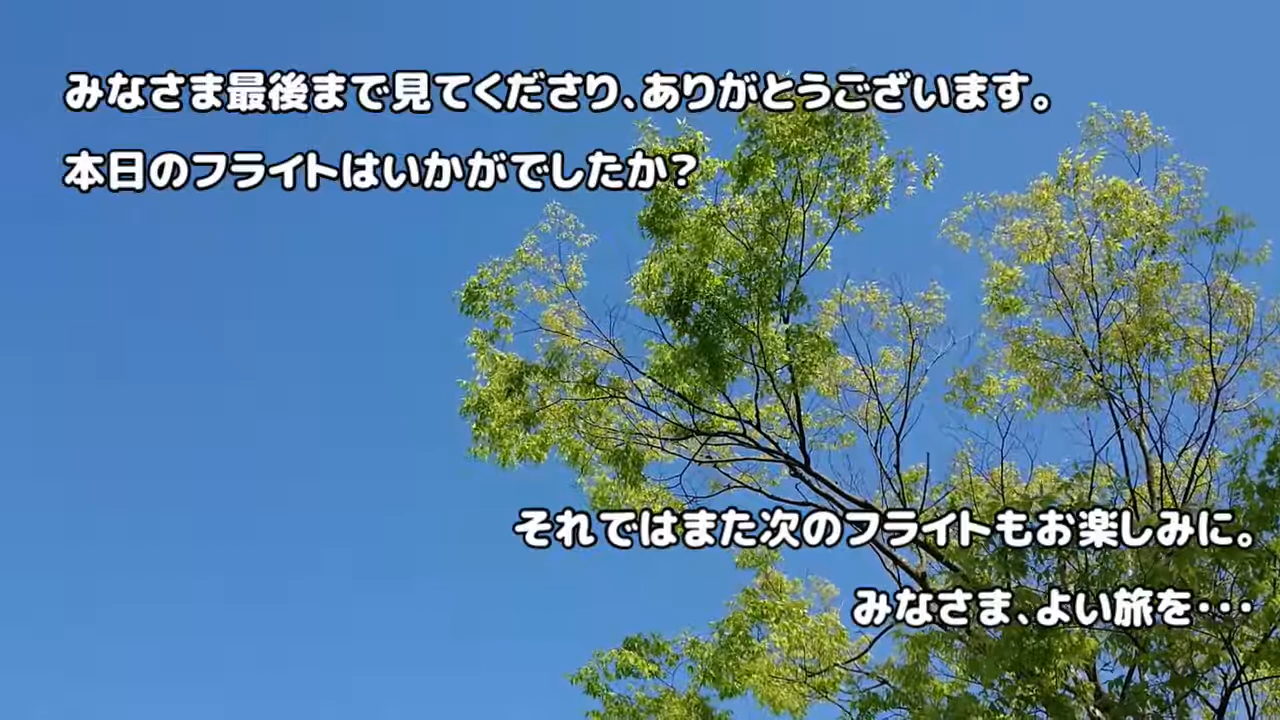 みなさま最後まで見てくださり、ありがとうございます。
本日のフライトはいかがでしたか?
それではまた次のフライトもお楽しみに。
みなさま、よい旅を･･･